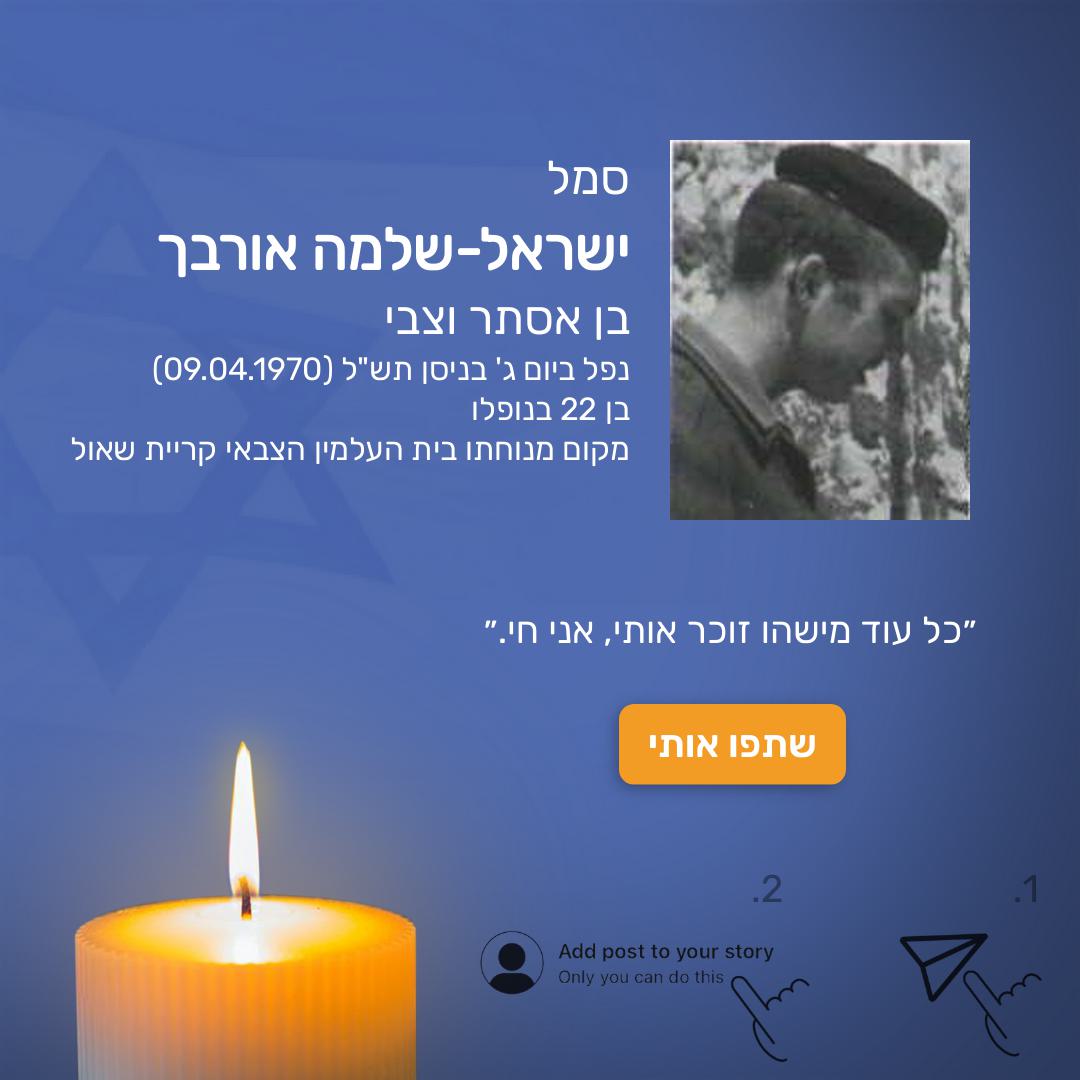 סמל
ישראל-שלמה אורבך
בן אסתר וצבי
נפל ביום ג' בניסן תש"ל (09.04.1970)
בן 22 בנופלו
מקום מנוחתו בית העלמין הצבאי קריית שאול
״כל עוד מישהו זוכר אותי, אני חי.״
שתפו אותי
1.
2.
Add post to your story
Only you can do this